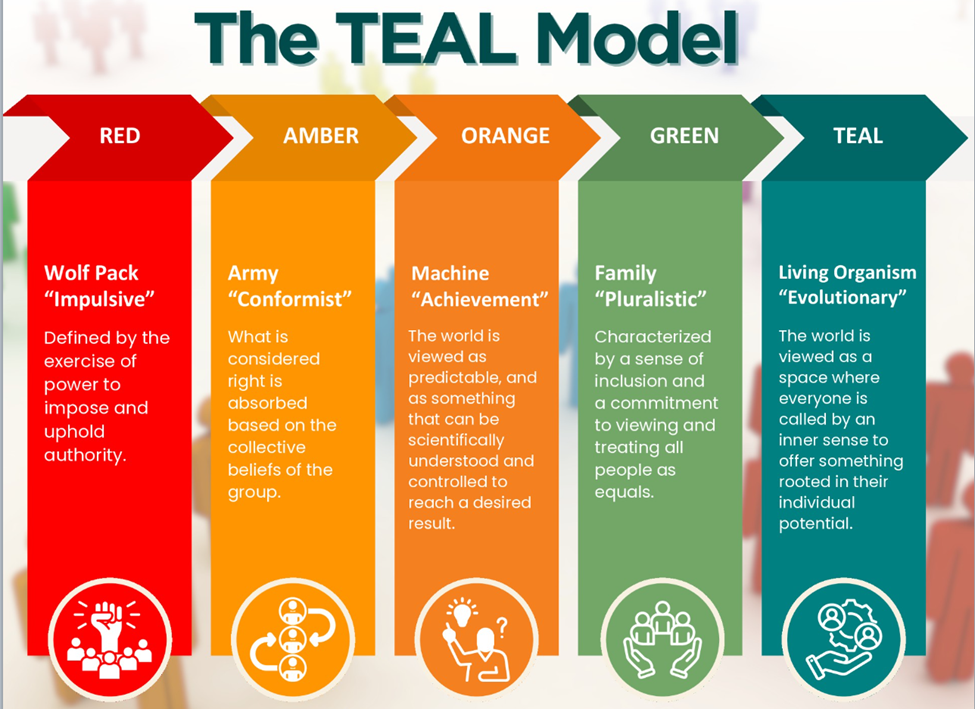 The TEAL Model
RED
AMBER
ORANGE
GREEN
TEAL
Wolf Pack
“Impulsive”
Defined by the
exercise of
power to
impose and
uphold
authority.
Army
“Conformist”
What is
considered
right is
absorbed
based on the
collective
beliefs of the
group.
Machine
“Achievement”
The world is
viewed as
predictable, and
as something
that can be
scientifically
understood and
controlled to
reach a desired
result.
Family
“Pluralistic”
Characterized
by a sense of
inclusion and
a commitment
to viewing and
treating all
people as
equals.
Living Organism
“Evolutionary”
The world is
viewed as a
space where
everyone is
called by an
inner sense to
offer something
rooted in their
individual
potential.
?